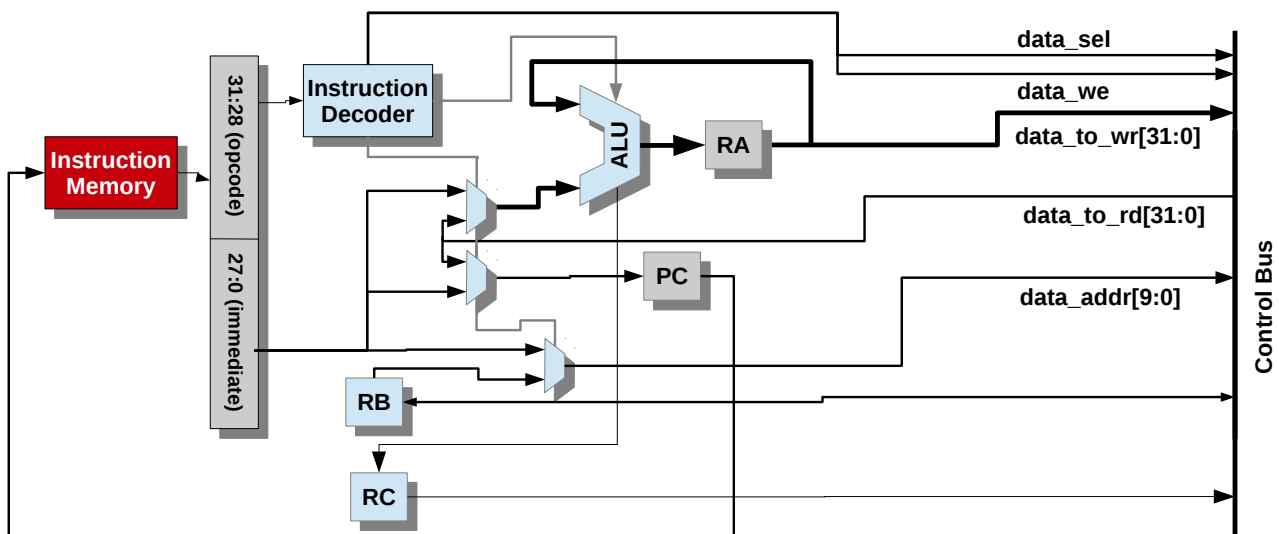 data_sel
31:28 (opcode)
Instruction
Decoder
data_we
ALU
RA
data_to_wr[31:0]
Instruction
Memory
data_to_rd[31:0]
27:0 (immediate)
PC
data_addr[9:0]
Control Bus
RB
RC